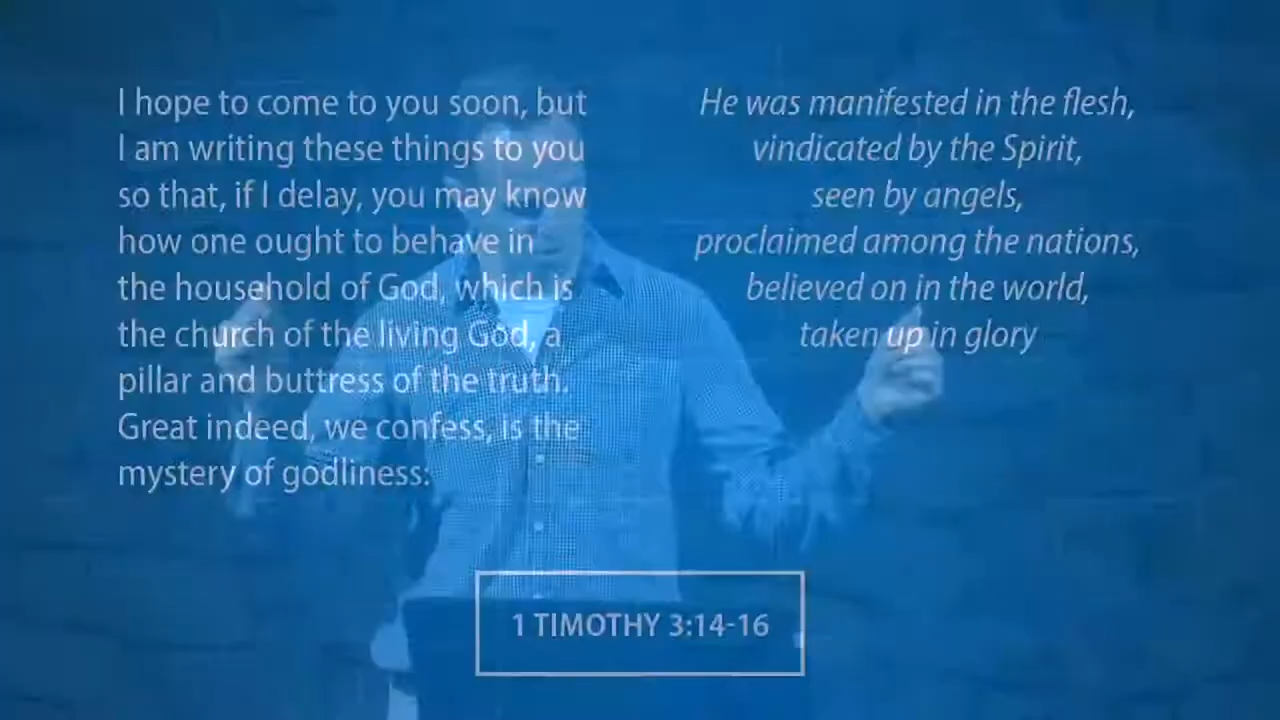 I hope to come to you soon, but
I am writing these things to you
so that, if I delay, you may know
how one ought to behave in
the household of God, which is
the church of the living God, a
pillar and buttress of the truth.
Great indeed, we confess, is the
mystery of godliness:
He was manifested in the flesh,
vindicated by the Spirit,
seen by angels,
proclaimed among the nations,
believed on in the world,
taken up in glory
1 TIMOTHY 3:14-16